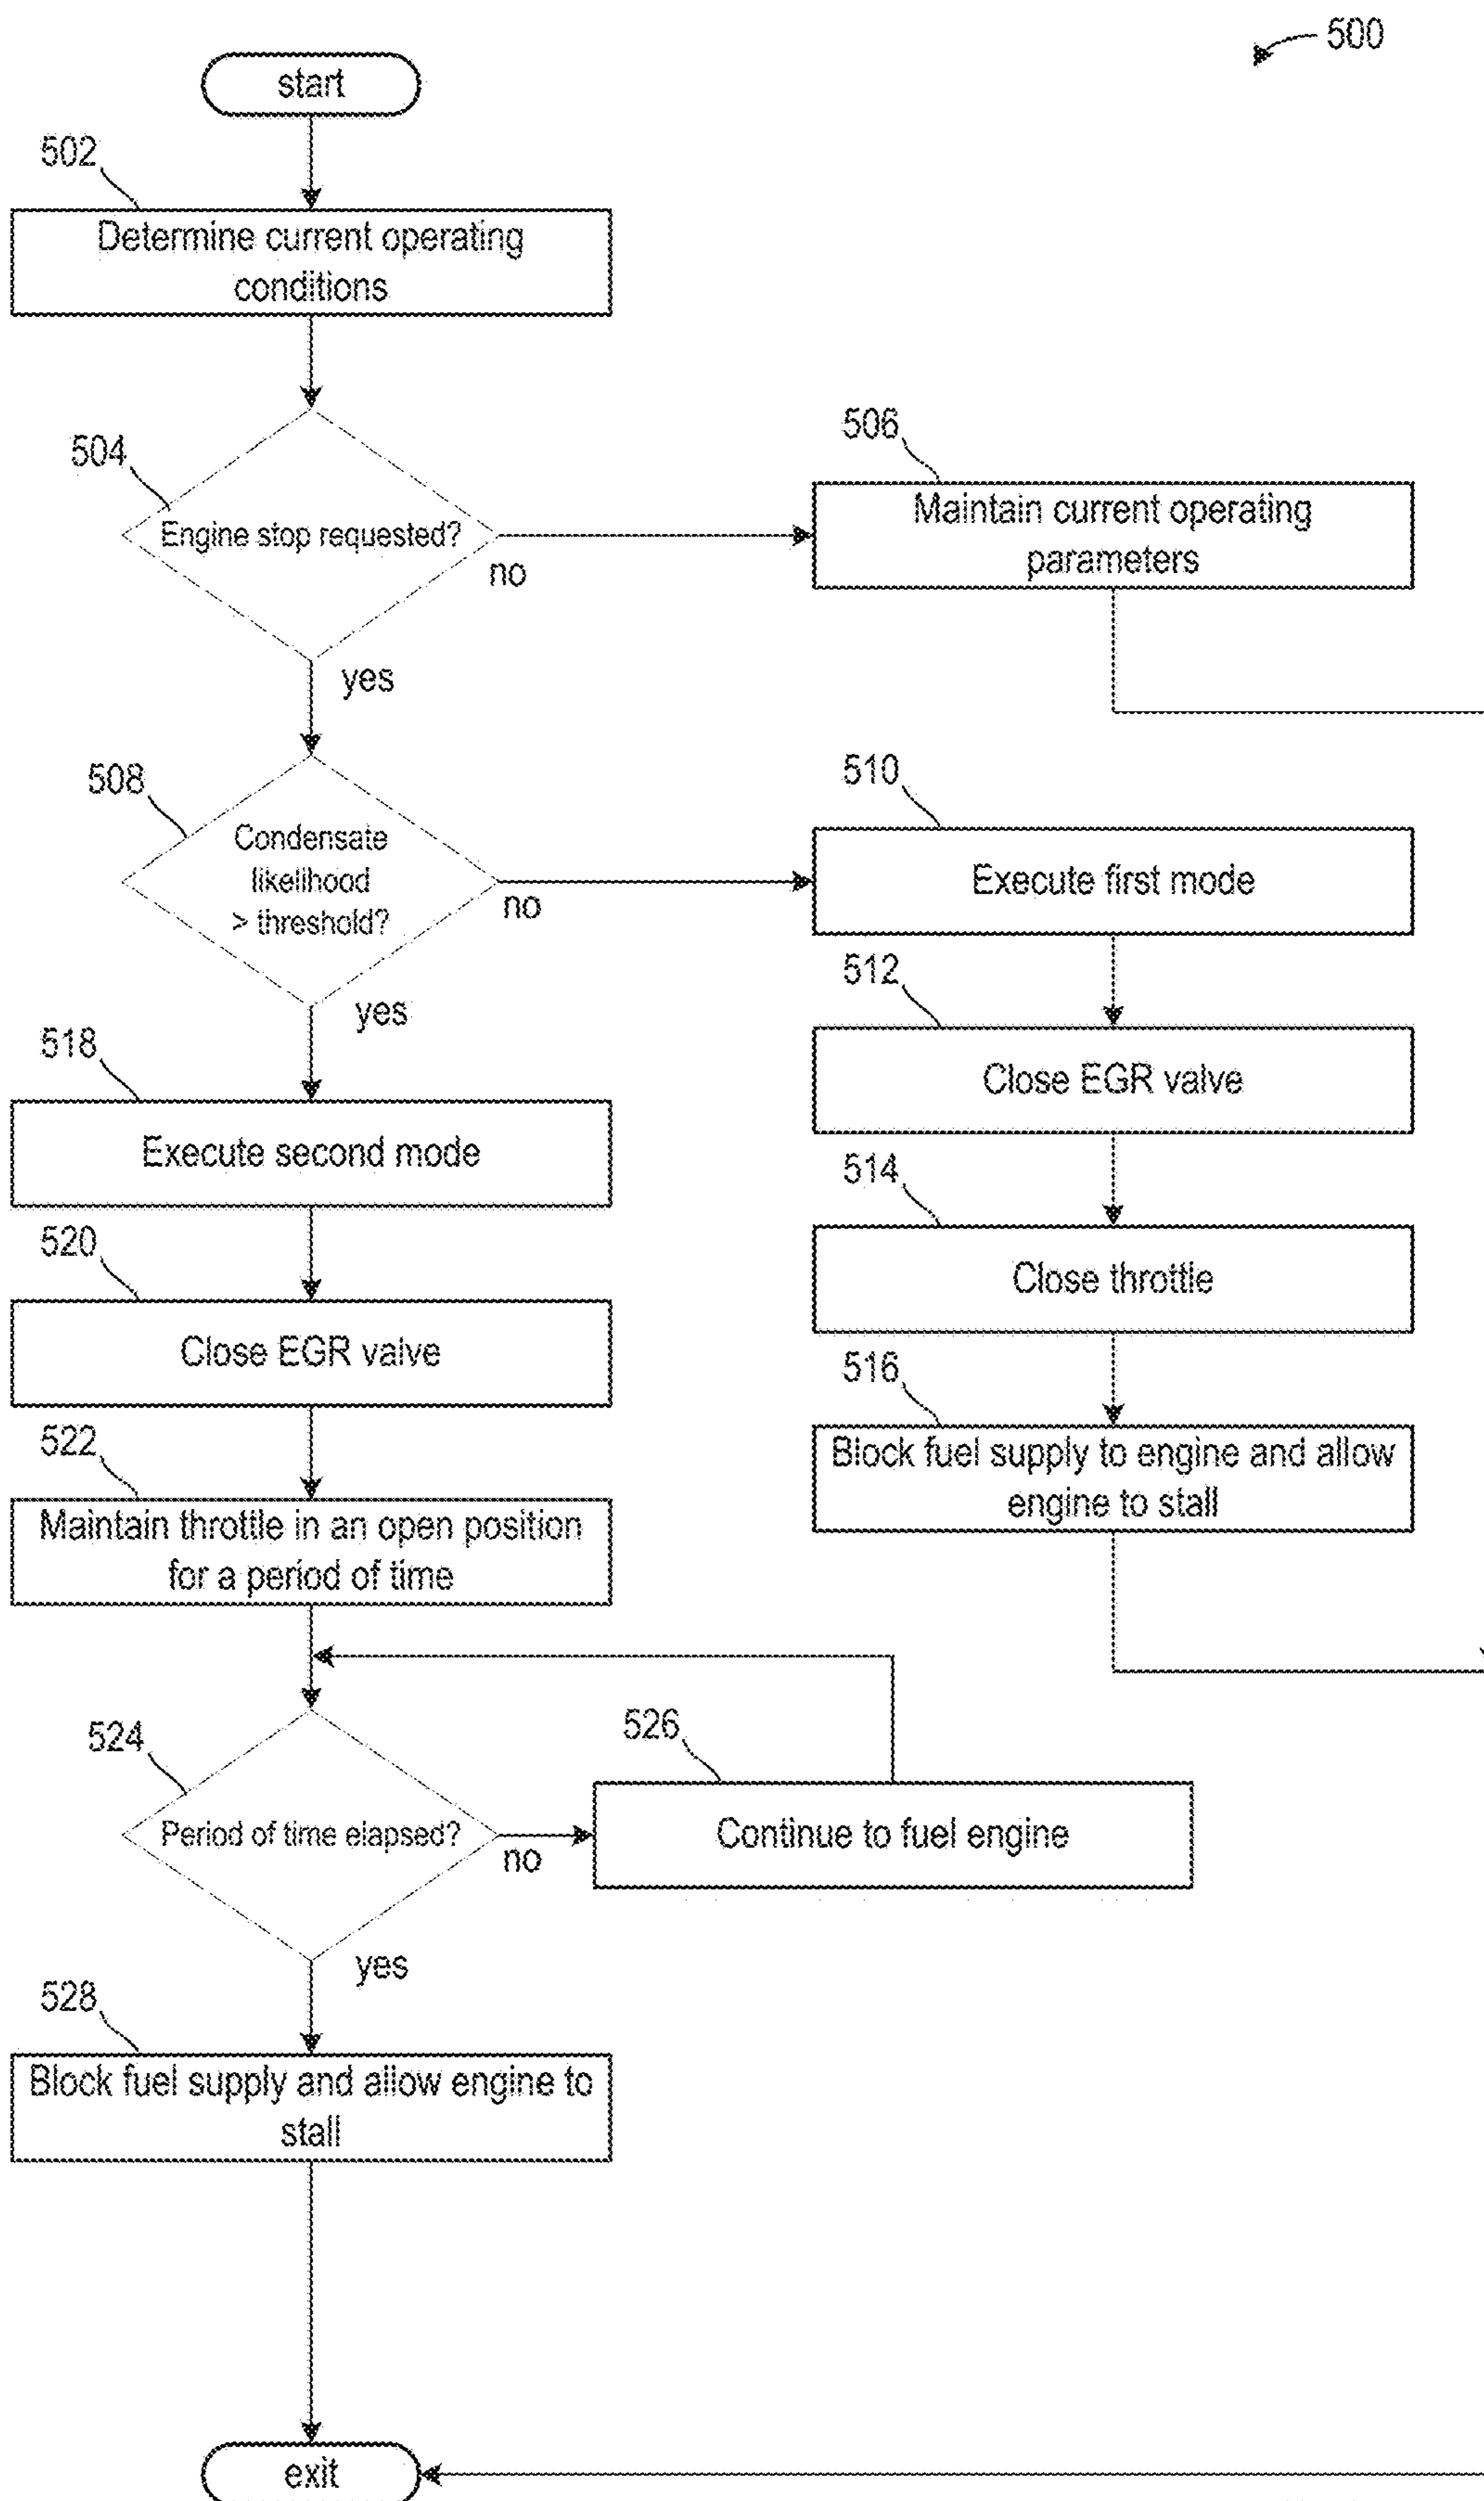 500
start
502
Determine current operating
conditions
504
Engine stop requested?
no
yes
506
Maintain current operating
parameters
508
Condensate
likelihood
> threshold?
no
yes
510
Execute first mode
512
Close EGR valve
514
Close throttle
516
Block fuel supply to engine and allow
engine to stall
518
Execute second mode
520
Close EGR valve
522
Maintain throttle in an open position
for a period of time
524
Period of time elapsed?
no
yes
526
Continue to fuel engine
528
Block fuel supply and allow engine to
stall
exit